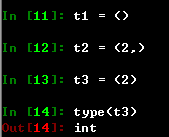 In [11]: t1 = ()
In [12]: t2 = (2,)
In [13]: t3 = (2)
In [14]: type(t3)
Out[14]: int